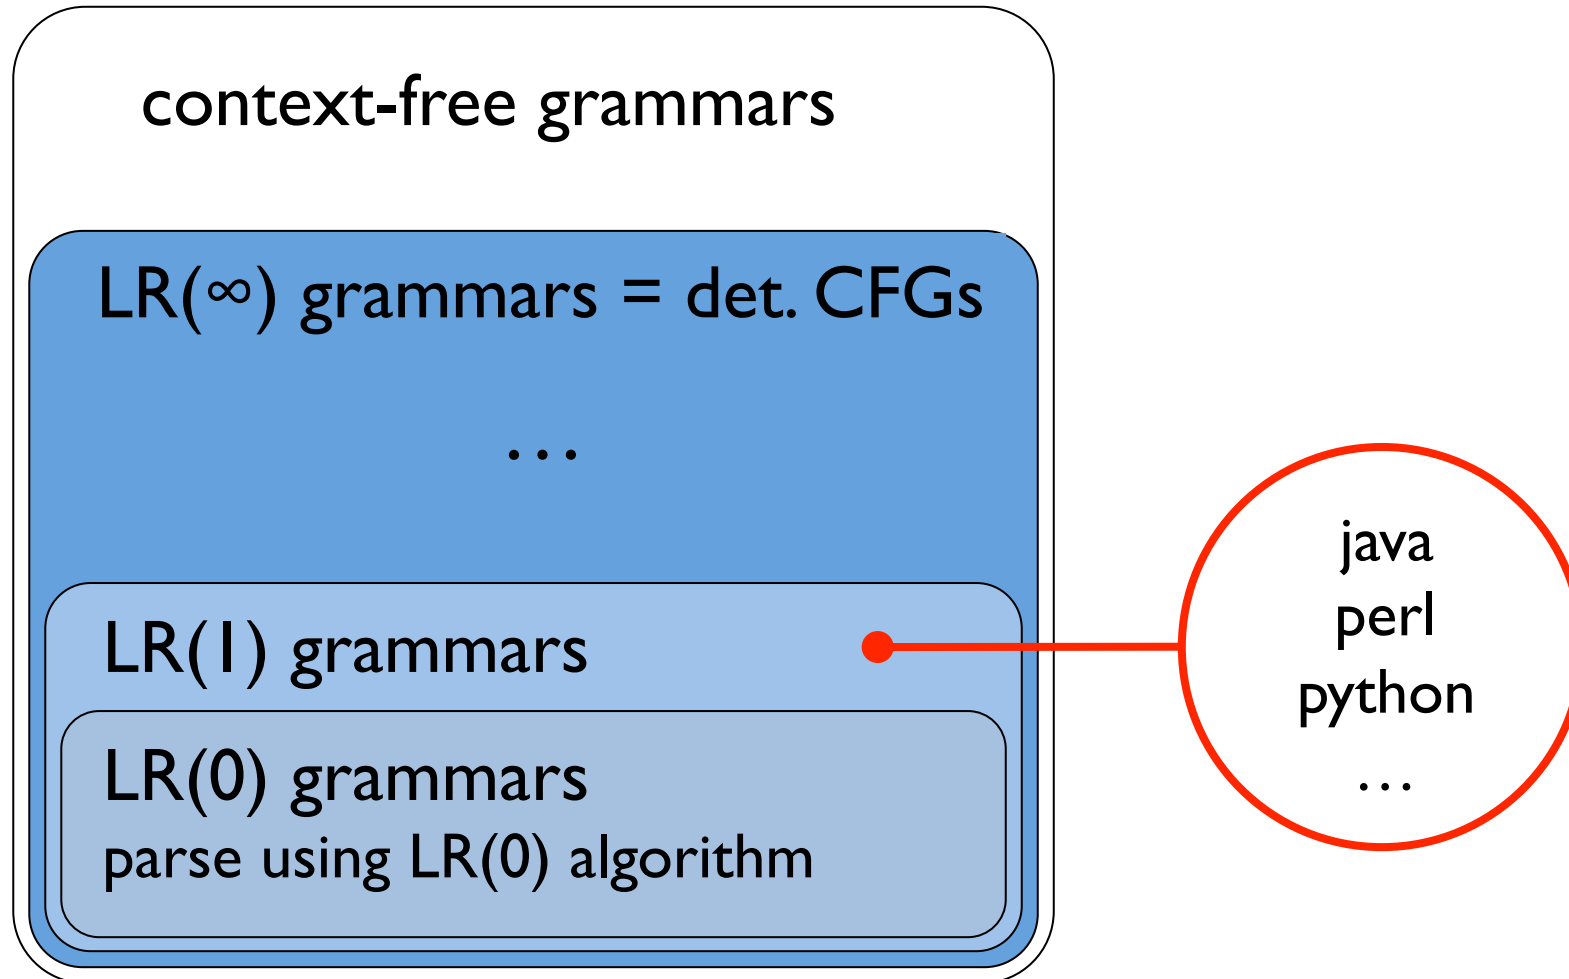 context-free grammars
LR(∞) grammars = det. CFGs
…
LR(1) grammars
LR(0) grammars
parse using LR(0) algorithm
java
perl
python
…